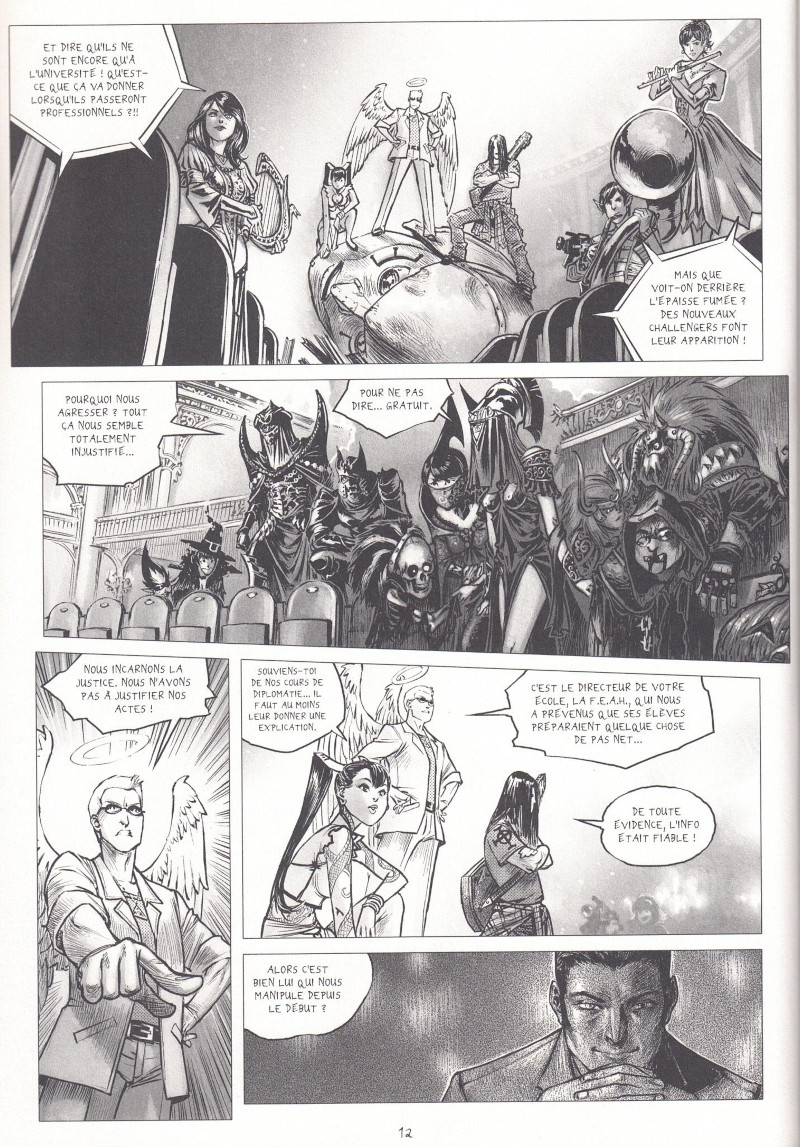 ET DIRE QU'ILS NE
SONT ENCORE QU'À
L'UNIVERSITÉ ! QU'EST-
CE QUE ÇA VA DONNER
LORSQU'ILS PASSERONT
PROFESSIONNELS ?!!
MAIS QUE
VOIT-ON DERRIÈRE
L'ÉPAISSE FUMÉE ?
DES NOUVEAUX
CHALLENGERS FONT
LEUR APPARITION !
POURQUOI NOUS
AGRESSER ? TOUT
ÇA NOUS SEMBLE
TOTALEMENT
INJUSTIFIÉ...
POUR NE PAS
DIRE... GRATUIT.
NOUS INCARNONS LA
JUSTICE. NOUS N'AVONS
PAS À JUSTIFIER NOS
ACTES !
SOUVIENS-TOI
DE NOS COURS DE
DIPLOMATIE... IL
FAUT AU MOINS
LEUR DONNER UNE
EXPLICATION.
C'EST LE DIRECTEUR DE VOTRE
ÉCOLE, LA F.E.A.H., QUI NOUS
A PRÉVENUS QUE SES ÉLÈVES
PRÉPARAIENT QUELQUE CHOSE
DE PAS NET...
DE TOUTE
ÉVIDENCE, L'INFO
ÉTAIT FIABLE !
ALORS C'EST
BIEN LUI QUI NOUS
MANIPULE DEPUIS
LE DÉBUT ?
12